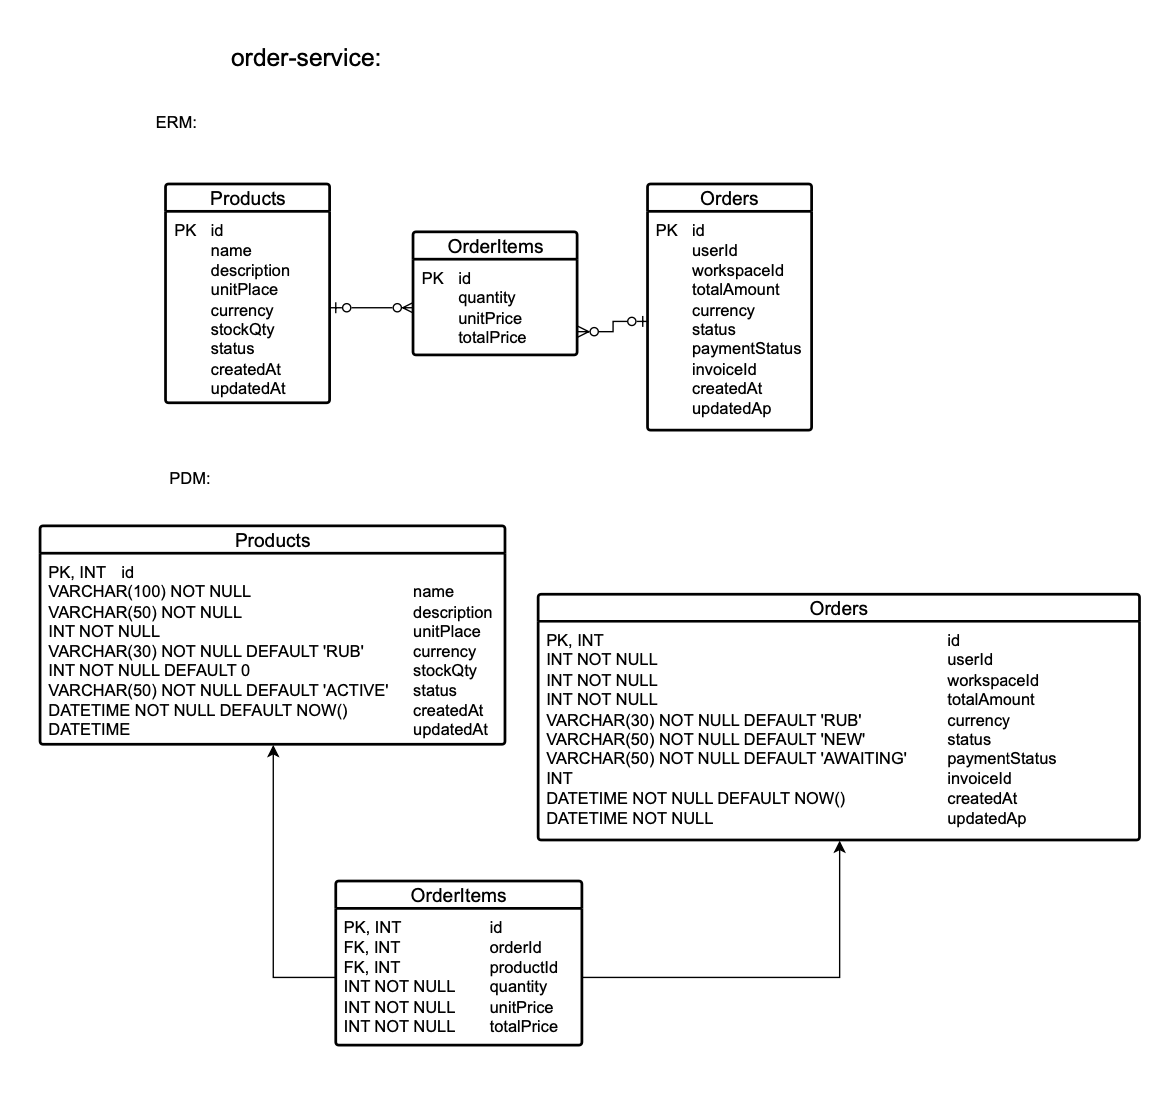 order-service:
ERM:
Products
PK id
name
description
unitPlace
currency
stockQty
status
createdAt
updatedAt
OrderItems
PK id
quantity
unitPrice
totalPrice
Orders
PK id
userId
workspaceId
totalAmount
currency
status
paymentStatus
invoiceId
createdAt
updatedAp
PDM:
Products
PK, INT id
VARCHAR(100) NOT NULL name
VARCHAR(50) NOT NULL description
INT NOT NULL unitPlace
VARCHAR(30) NOT NULL DEFAULT 'RUB' currency
INT NOT NULL DEFAULT 0 stockQty
VARCHAR(50) NOT NULL DEFAULT 'ACTIVE' status
DATETIME NOT NULL DEFAULT NOW() createdAt
DATETIME updatedAt
Orders
PK, INT id
INT NOT NULL userId
INT NOT NULL workspaceId
INT NOT NULL totalAmount
VARCHAR(30) NOT NULL DEFAULT 'RUB' currency
VARCHAR(50) NOT NULL DEFAULT 'NEW' status
VARCHAR(50) NOT NULL DEFAULT 'AWAITING' paymentStatus
INT invoiceId
DATETIME NOT NULL DEFAULT NOW() createdAt
DATETIME NOT NULL updatedAp
OrderItems
PK, INT id
FK, INT orderId
FK, INT productId
INT NOT NULL quantity
INT NOT NULL unitPrice
INT NOT NULL totalPrice